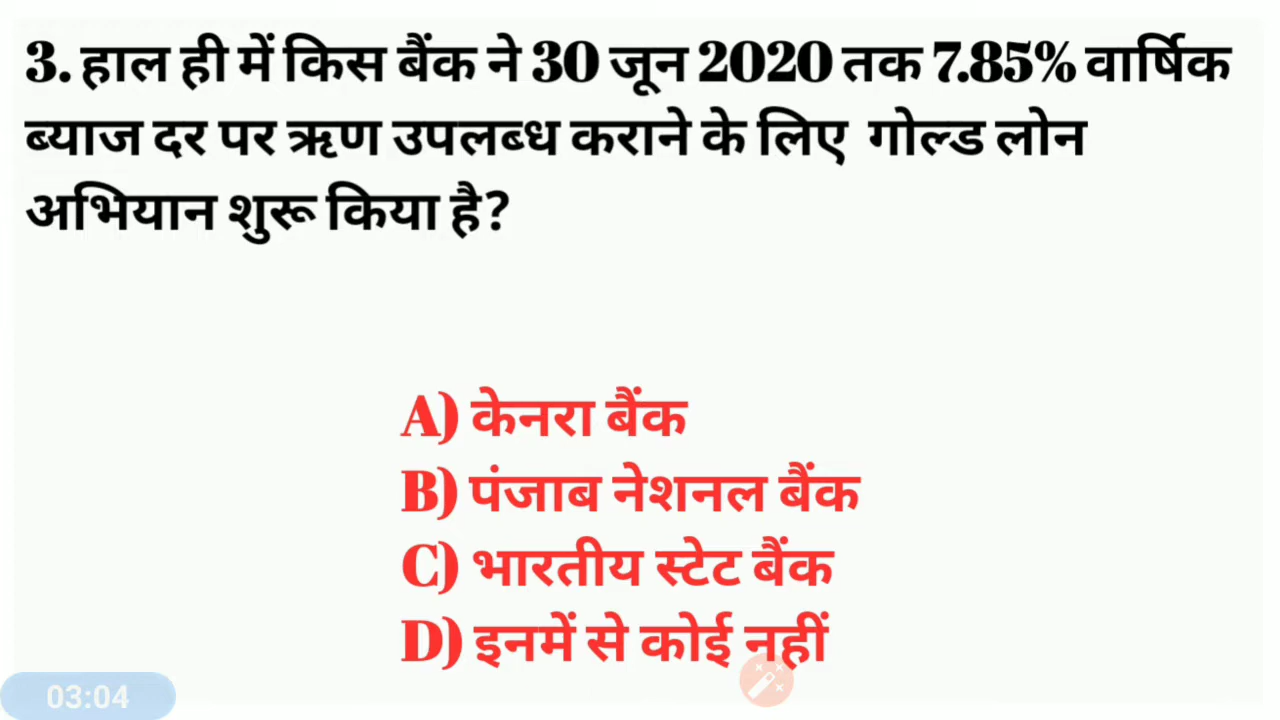 3. हाल ही में किस बैंक ने 30 जून 2020 तक 7.85% वार्षिक
ब्याज दर पर ऋण उपलब्ध कराने के लिए गोल्ड लोन
अभियान शुरू किया है?
A) केनरा बैंक
B) पंजाब नेशनल बैंक
C) भारतीय स्टेट बैंक
D) इनमें से कोई नहीं
03:04